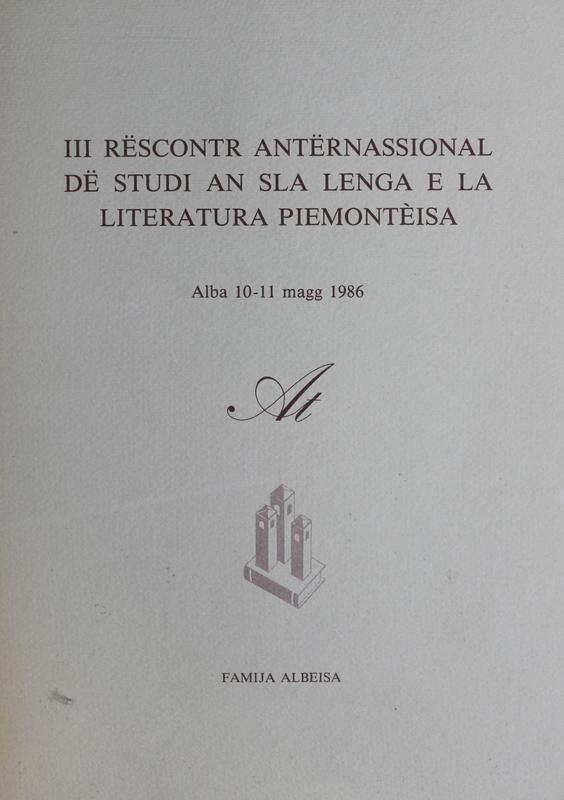 III RËSCONTR ANTËRNASSIONAL
DË STUDI AN SLA LENGA E LA
LITERATURA PIEMONTÈISA
Alba 10-11 magg 1986
At
FAMIJA ALBEISA